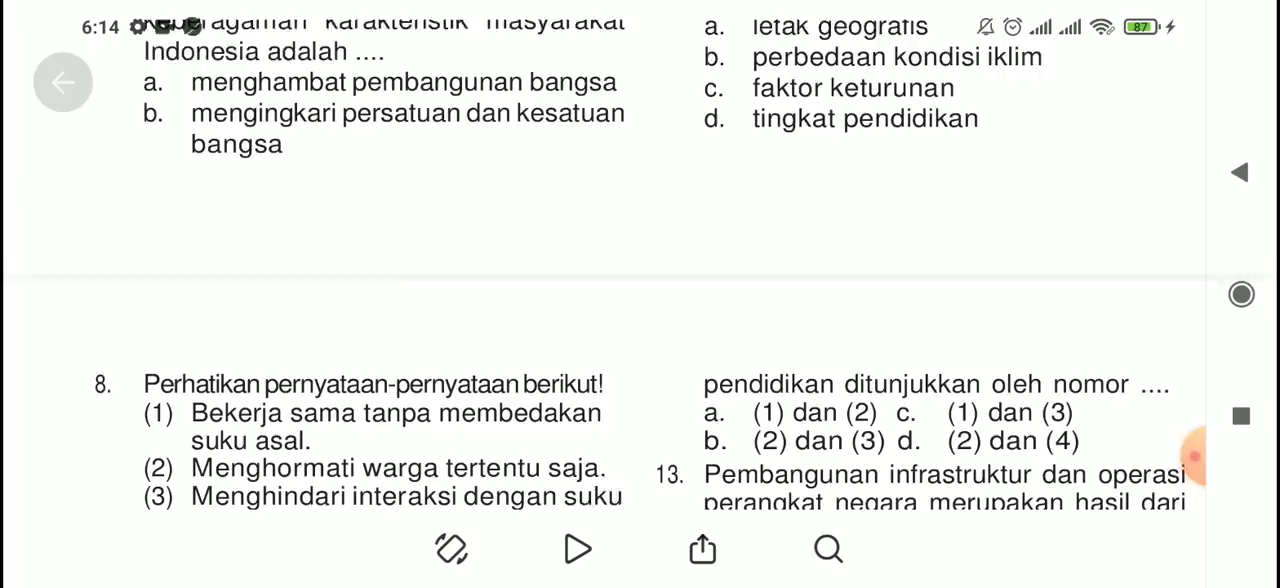 6:14
karakteristik masyarakat
Indonesia adalah ....
a. menghambat pembangunan bangsa
b. mengingkari persatuan dan kesatuan
bangsa
8. Perhatikan pernyataan-pernyataan berikut!
(1) Bekerja sama tanpa membedakan
suku asal.
(2) Menghormati warga tertentu saja.
(3) Menghindari interaksi dengan suku
a. letak geografis
87
b. perbedaan kondisi iklim
c. faktor keturunan
d. tingkat pendidikan
pendidikan ditunjukkan oleh nomor ....
a. (1) dan (2) c. (1) dan (3)
b. (2) dan (3) d. (2) dan (4)
13. Pembangunan infrastruktur dan operasi
perangkat negara merupakan hasil dari